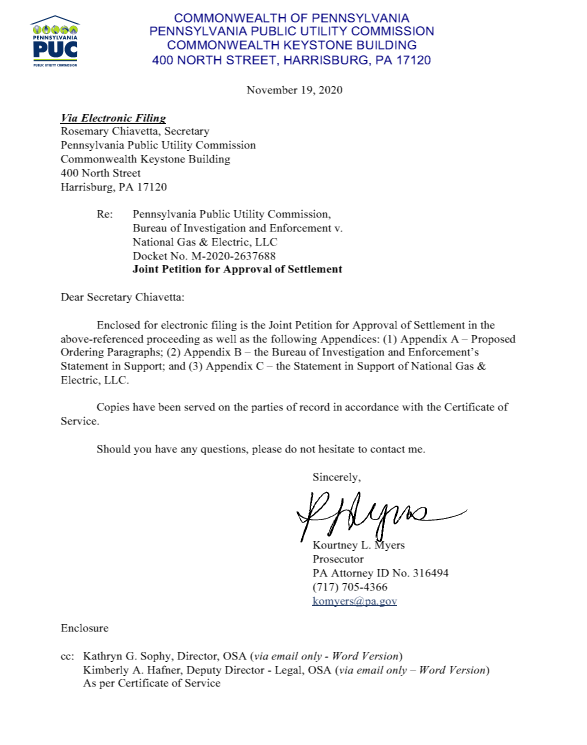 PENNSYLVANIA
PUC
PUBLIC UTILITY COMMISSION
COMMONWEALTH OF PENNSYLVANIA
PENNSYLVANIA PUBLIC UTILITY COMMISSION
COMMONWEALTH KEYSTONE BUILDING
400 NORTH STREET, HARRISBURG, PA 17120
November 19, 2020
Via Electronic Filing
Rosemary Chiavetta, Secretary
Pennsylvania Public Utility Commission
Commonwealth Keystone Building
400 North Street
Harrisburg, PA 17120
Re: Pennsylvania Public Utility Commission,
Bureau of Investigation and Enforcement v.
National Gas & Electric, LLC
Docket No. M-2020-2637688
Joint Petition for Approval of Settlement
Dear Secretary Chiavetta:
Enclosed for electronic filing is the Joint Petition for Approval of Settlement in the
above-referenced proceeding as well as the following Appendices: (1) Appendix A – Proposed
Ordering Paragraphs; (2) Appendix B – the Bureau of Investigation and Enforcement's
Statement in Support; and (3) Appendix C – the Statement in Support of National Gas &
Electric, LLC.
Copies have been served on the parties of record in accordance with the Certificate of
Service.
Should you have any questions, please do not hesitate to contact me.
Sincerely,
Kourtney L. Myers
Prosecutor
PA Attorney ID No. 316494
(717) 705-4366
komyers@pa.gov
Enclosure
cc: Kathryn G. Sophy, Director, OSA (via email only - Word Version)
Kimberly A. Hafner, Deputy Director - Legal, OSA (via email only – Word Version)
As per Certificate of Service